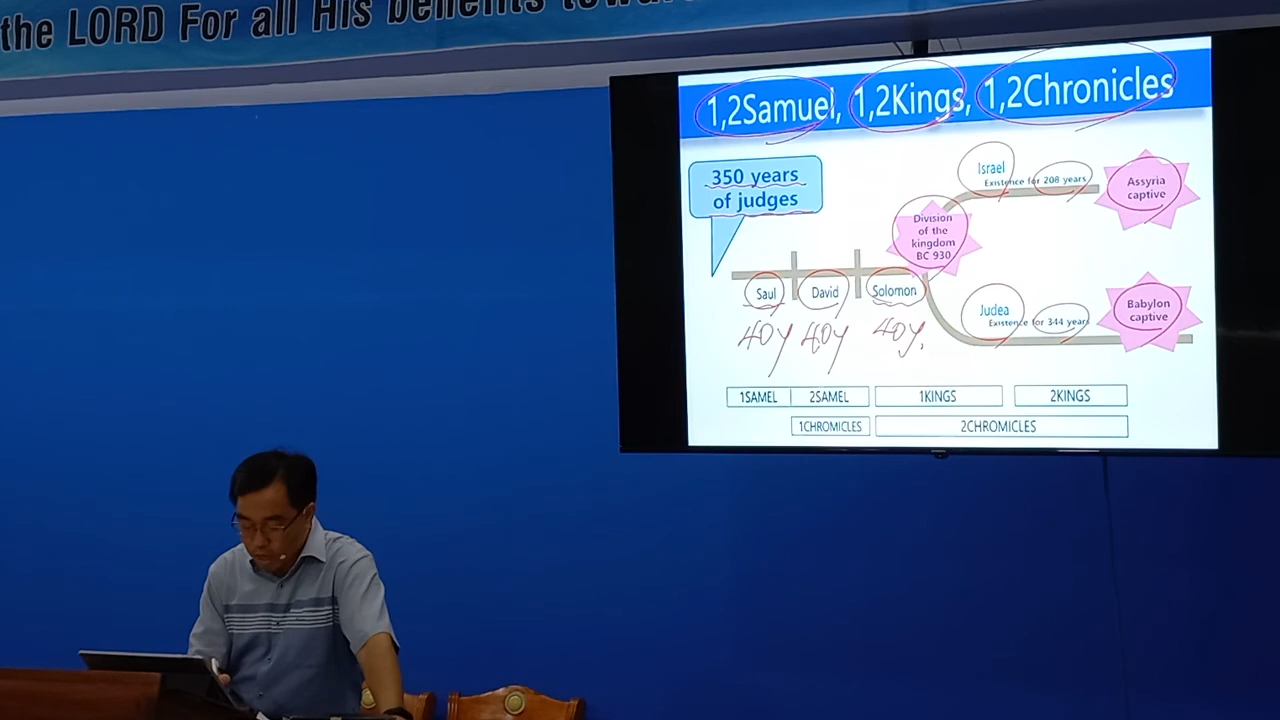 the LORD For all His benefits
1,2Samuel, 1,2Kings, 1,2Chronicles
350 years
of judges
Israel
Existence for 208 years
Assyria
captive
Division
of the
kingdom
BC 930
Saul
David
Solomon
40y
40y
40y.
Judea
Existence for 344 years
Babylon
captive
1SAMEL
2SAMEL
1KINGS
2KINGS
1CHROMICLES
2CHROMICLES